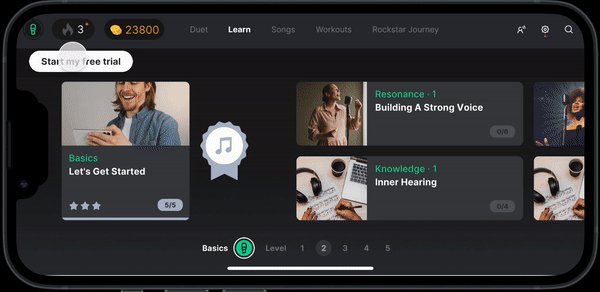 3
23800
Duet
Learn
Songs
Workouts
Rockstar Journey
Start my free trial
Basics
Let's Get Started
5/5
Resonance · 1
Building A Strong Voice
0/8
Knowledge · 1
Inner Hearing
0/4
Basics
Level
1
2
3
4
5